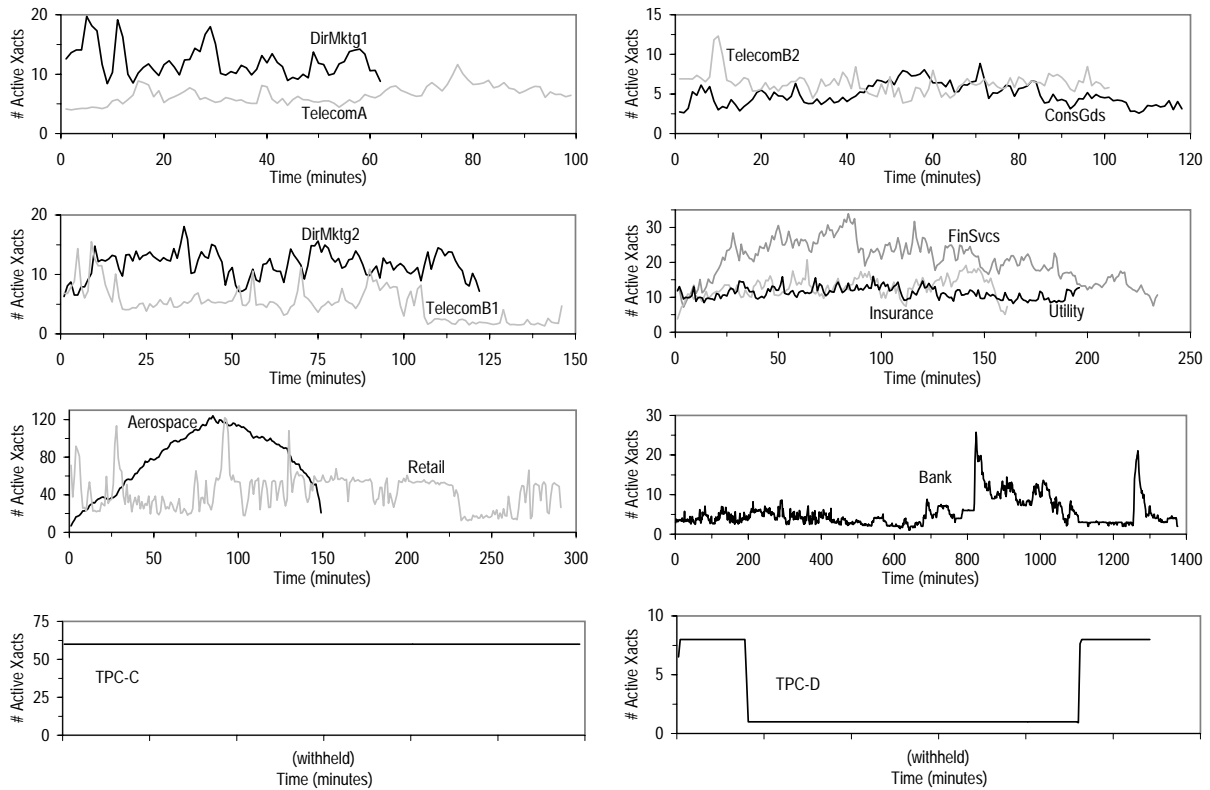 # Active Xacts
20
10
0
DirMktg1
TelecomA
0 20 40 60 80 100
Time (minutes)
# Active Xacts
15
10
5
0
TelecomB2
ConsGds
0 20 40 60 80 100 120
Time (minutes)
# Active Xacts
20
10
0
DirMktg2
TelecomB1
0 25 50 75 100 125 150
Time (minutes)
# Active Xacts
30
20
10
0
FinSvcs
Insurance Utility
0 50 100 150 200 250
Time (minutes)
# Active Xacts
120
80
40
0
Aerospace
Retail
0 50 100 150 200 250 300
Time (minutes)
# Active Xacts
30
20
10
0
Bank
0 200 400 600 800 1000 1200 1400
Time (minutes)
# Active Xacts
75
50
25
0
TPC-C
(withheld)
Time (minutes)
# Active Xacts
10
5
0
TPC-D
(withheld)
Time (minutes)